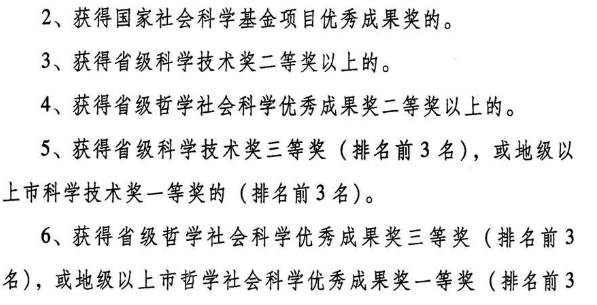 2、获得国家社会科学基金项目优秀成果奖的。
3、获得省级科学技术奖二等奖以上的。
4、获得省级哲学社会科学优秀成果奖二等奖以上的。
5、获得省级科学技术奖三等奖（排名前3名），或地级以
上市科学技术奖一等奖的（排名前3名）。
6、获得省级哲学社会科学优秀成果奖三等奖（排名前3
名），或地级以上市哲学社会科学优秀成果奖一等奖（排名前3